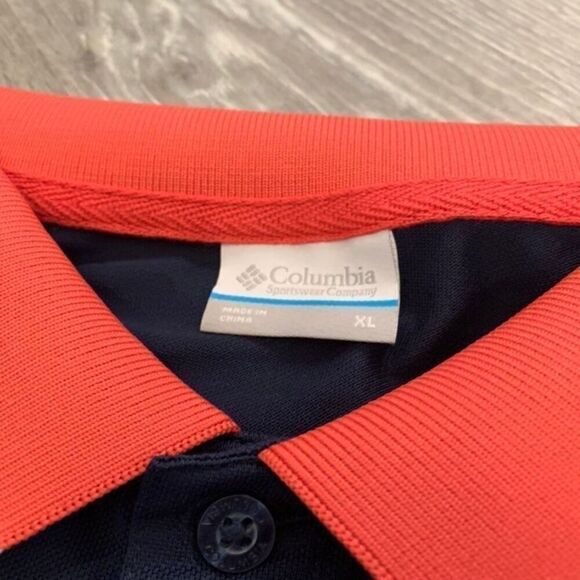 Columbia
Sportswear Company
MADE IN
CHINA
XL